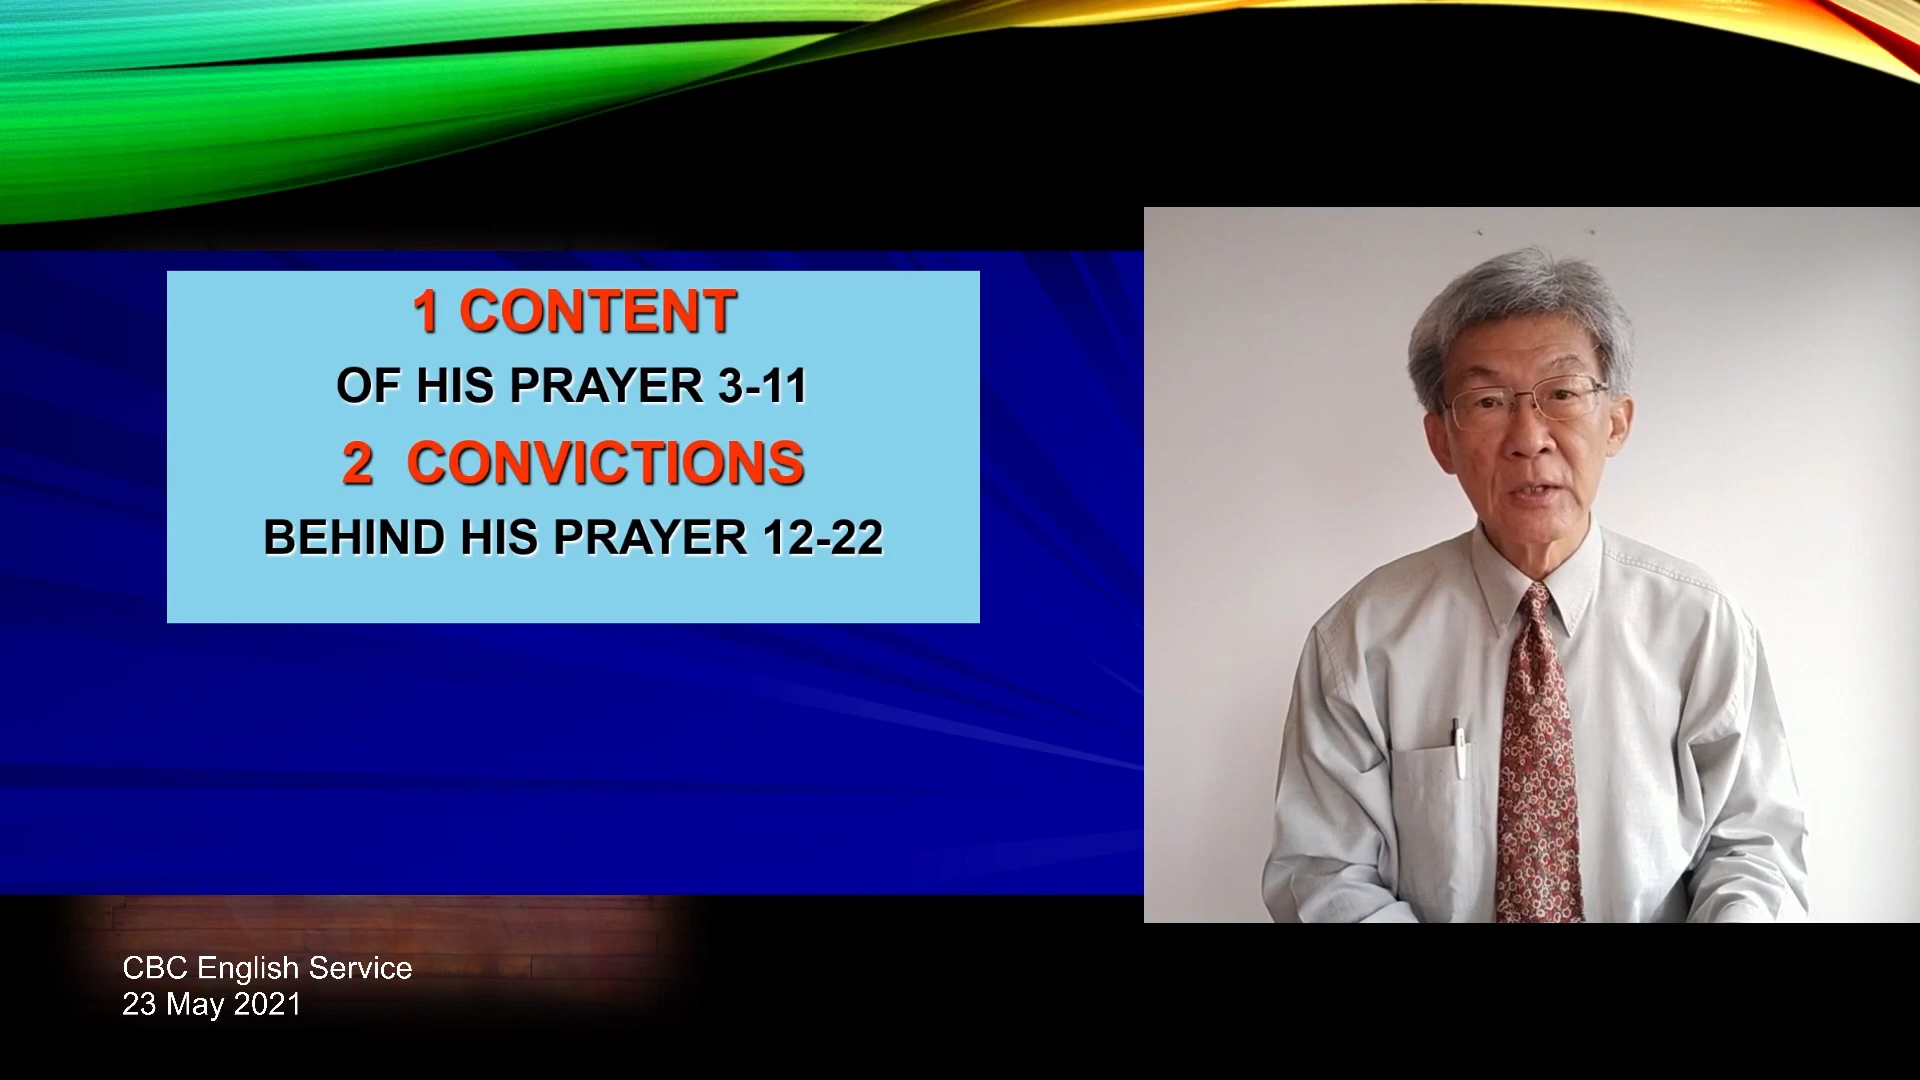 1 CONTENT
OF HIS PRAYER 3-11
2 CONVICTIONS
BEHIND HIS PRAYER 12-22
CBC English Service
23 May 2021